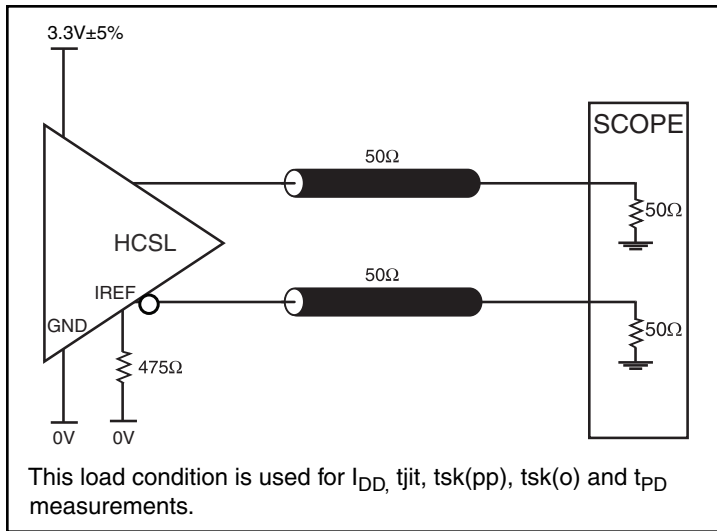 3.3V±5%
SCOPE
50Ω
50Ω
HCSL
50Ω
IREF
50Ω
GND
475Ω
0V
0V
This load condition is used for IDD, tjit, tsk(pp), tsk(o) and tPD
measurements.